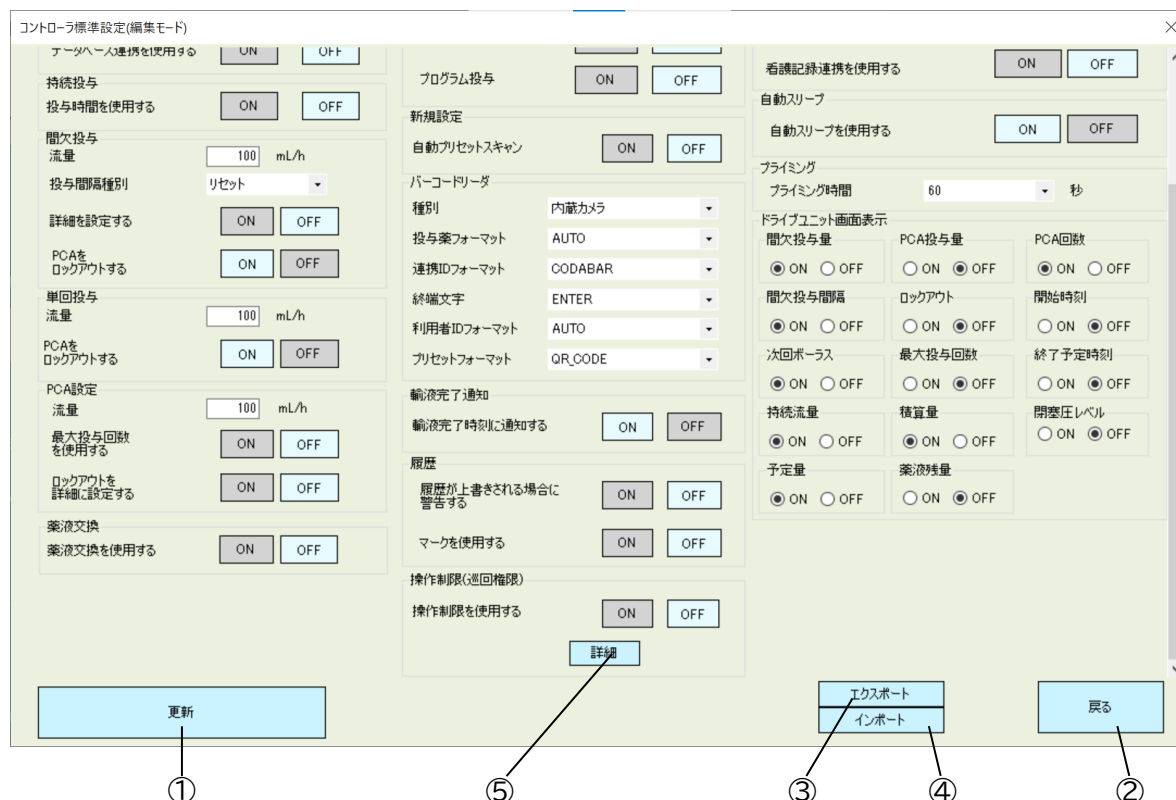 コントローラ標準設定(編集モード)
データベース連携を使用する ON OFF
持続投与
投与時間を使用する ON OFF
間欠投与
流量 100 mL/h
投与間隔種別 リセット
詳細を設定する ON OFF
PCAを
ロックアウトする ON OFF
単回投与
流量 100 mL/h
PCAを
ロックアウトする ON OFF
PCA設定
流量 100 mL/h
最大投与回数
を使用する ON OFF
ロックアウトを
詳細に設定する ON OFF
薬液交換
薬液交換を使用する ON OFF
プログラム投与 ON OFF
新規設定
自動プリセットスキャン ON OFF
バーコードリーダ
種別 内蔵カメラ
投与薬フォーマット AUTO
連携IDフォーマット CODABAR
終端文字 ENTER
利用者IDフォーマット AUTO
プリセットフォーマット QR_CODE
輸液完了通知
輸液完了時刻に通知する ON OFF
履歴
履歴が上書きされる場合に
警告する ON OFF
マークを使用する ON OFF
操作制限(巡回権限)
操作制限を使用する ON OFF
詳細
看護記録連携を使用する ON OFF
自動スリープ
自動スリープを使用する ON OFF
プライミング
プライミング時間 60 秒
ドライブユニット画面表示
間欠投与量 PCA投与量 PCA回数
ON OFF ON OFF ON OFF
間欠投与間隔 ロックアウト 開始時刻
ON OFF ON OFF ON OFF
次回ボーラス 最大投与回数 終了予定時刻
ON OFF ON OFF ON OFF
持続流量 積算量 閉塞圧レベル
ON OFF ON OFF ON OFF
予定量 薬液残量
ON OFF ON OFF
更新
エクスポート
インポート
戻る
① ⑤ ③ ④ ②